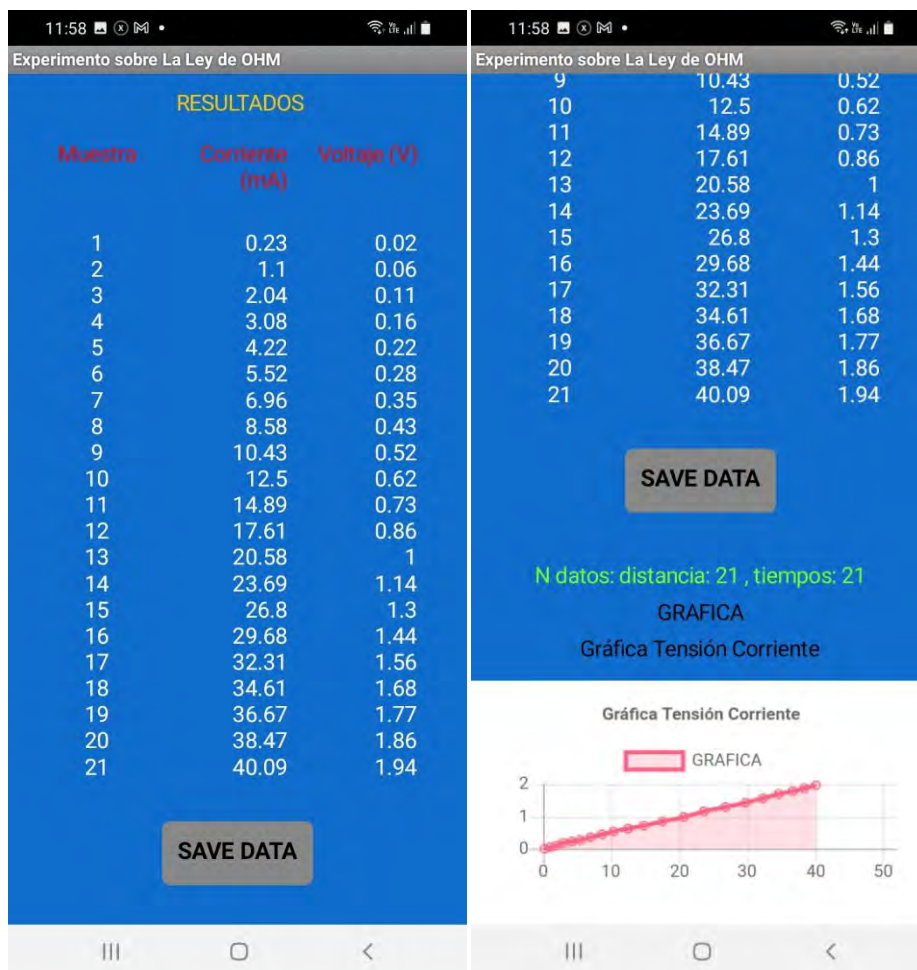 11:58
Experimento sobre La Ley de OHM
RESULTADOS
Muestra Corriente (mA) Voltaje (V)
1 0.23 0.02
2 1.1 0.06
3 2.04 0.11
4 3.08 0.16
5 4.22 0.22
6 5.52 0.28
7 6.96 0.35
8 8.58 0.43
9 10.43 0.52
10 12.5 0.62
11 14.89 0.73
12 17.61 0.86
13 20.58 1
14 23.69 1.14
15 26.8 1.3
16 29.68 1.44
17 32.31 1.56
18 34.61 1.68
19 36.67 1.77
20 38.47 1.86
21 40.09 1.94
SAVE DATA
11:58
Experimento sobre La Ley de OHM
9 10.43 0.52
10 12.5 0.62
11 14.89 0.73
12 17.61 0.86
13 20.58 1
14 23.69 1.14
15 26.8 1.3
16 29.68 1.44
17 32.31 1.56
18 34.61 1.68
19 36.67 1.77
20 38.47 1.86
21 40.09 1.94
SAVE DATA
N datos: distancia: 21 , tiempos: 21
GRAFICA
Gráfica Tensión Corriente
Gráfica Tensión Corriente
GRAFICA
2
1
0
0 10 20 30 40 50